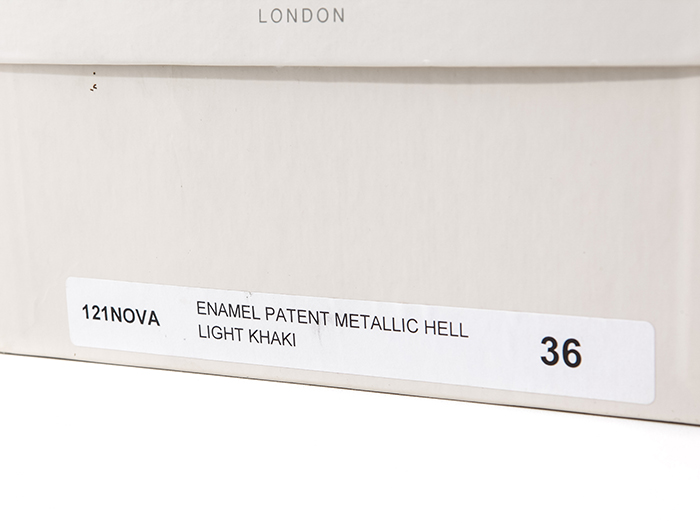 LONDON
121NOVA
ENAMEL PATENT METALLIC HELL
LIGHT KHAKI
36